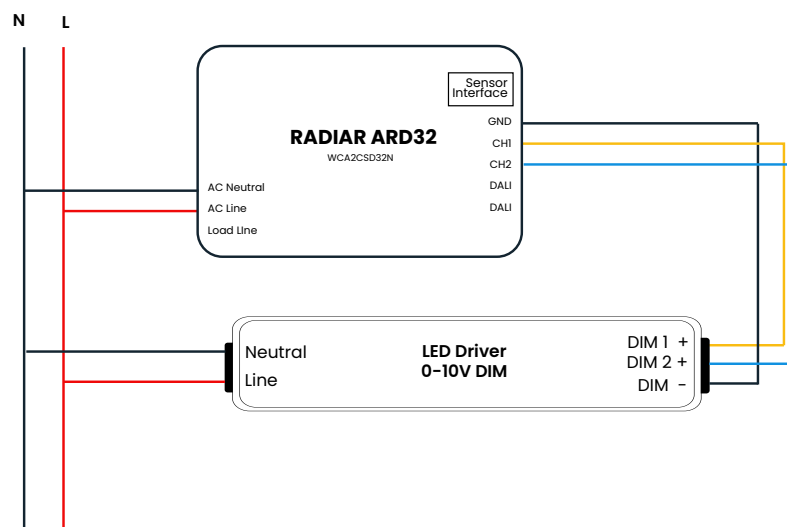 N
L
Sensor
Interface
GND
RADIAR ARD32
CH1
WCA2CSD32N
CH2
AC Neutral
DALI
AC Line
DALI
Load LIne
Neutral
LED Driver
DIM 1 +
0-10V DIM
DIM 2 +
Line
DIM -